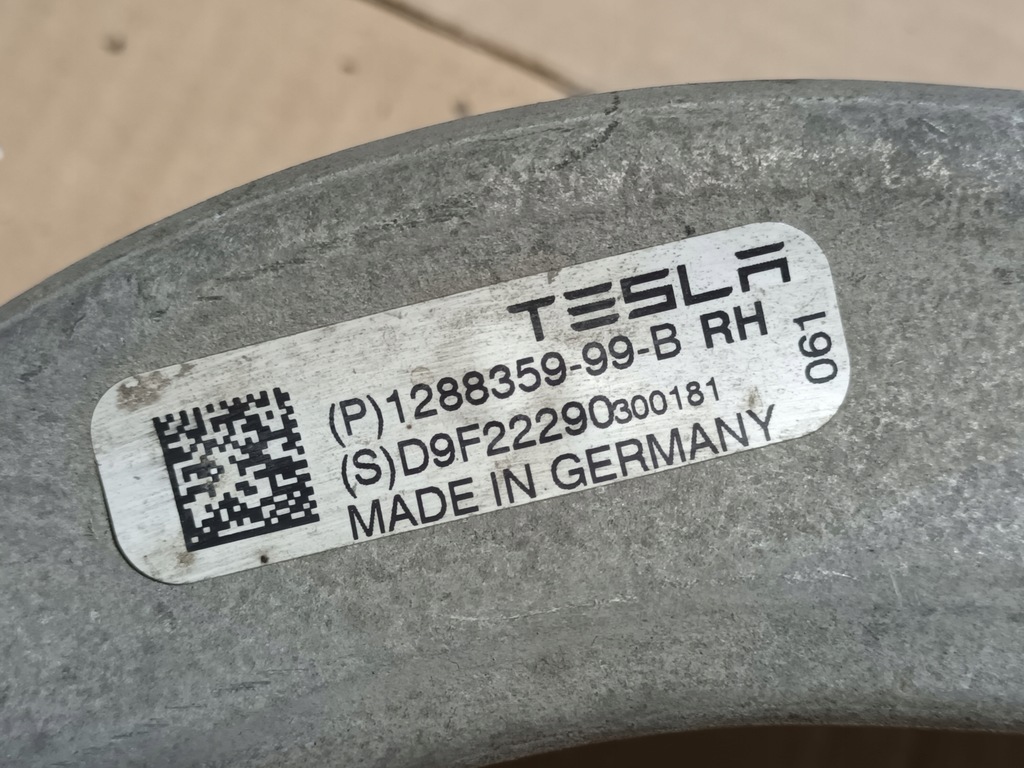 TESLA
(P)1288359-99-B RH
(S)D9F22290300181
MADE IN GERMANY
061